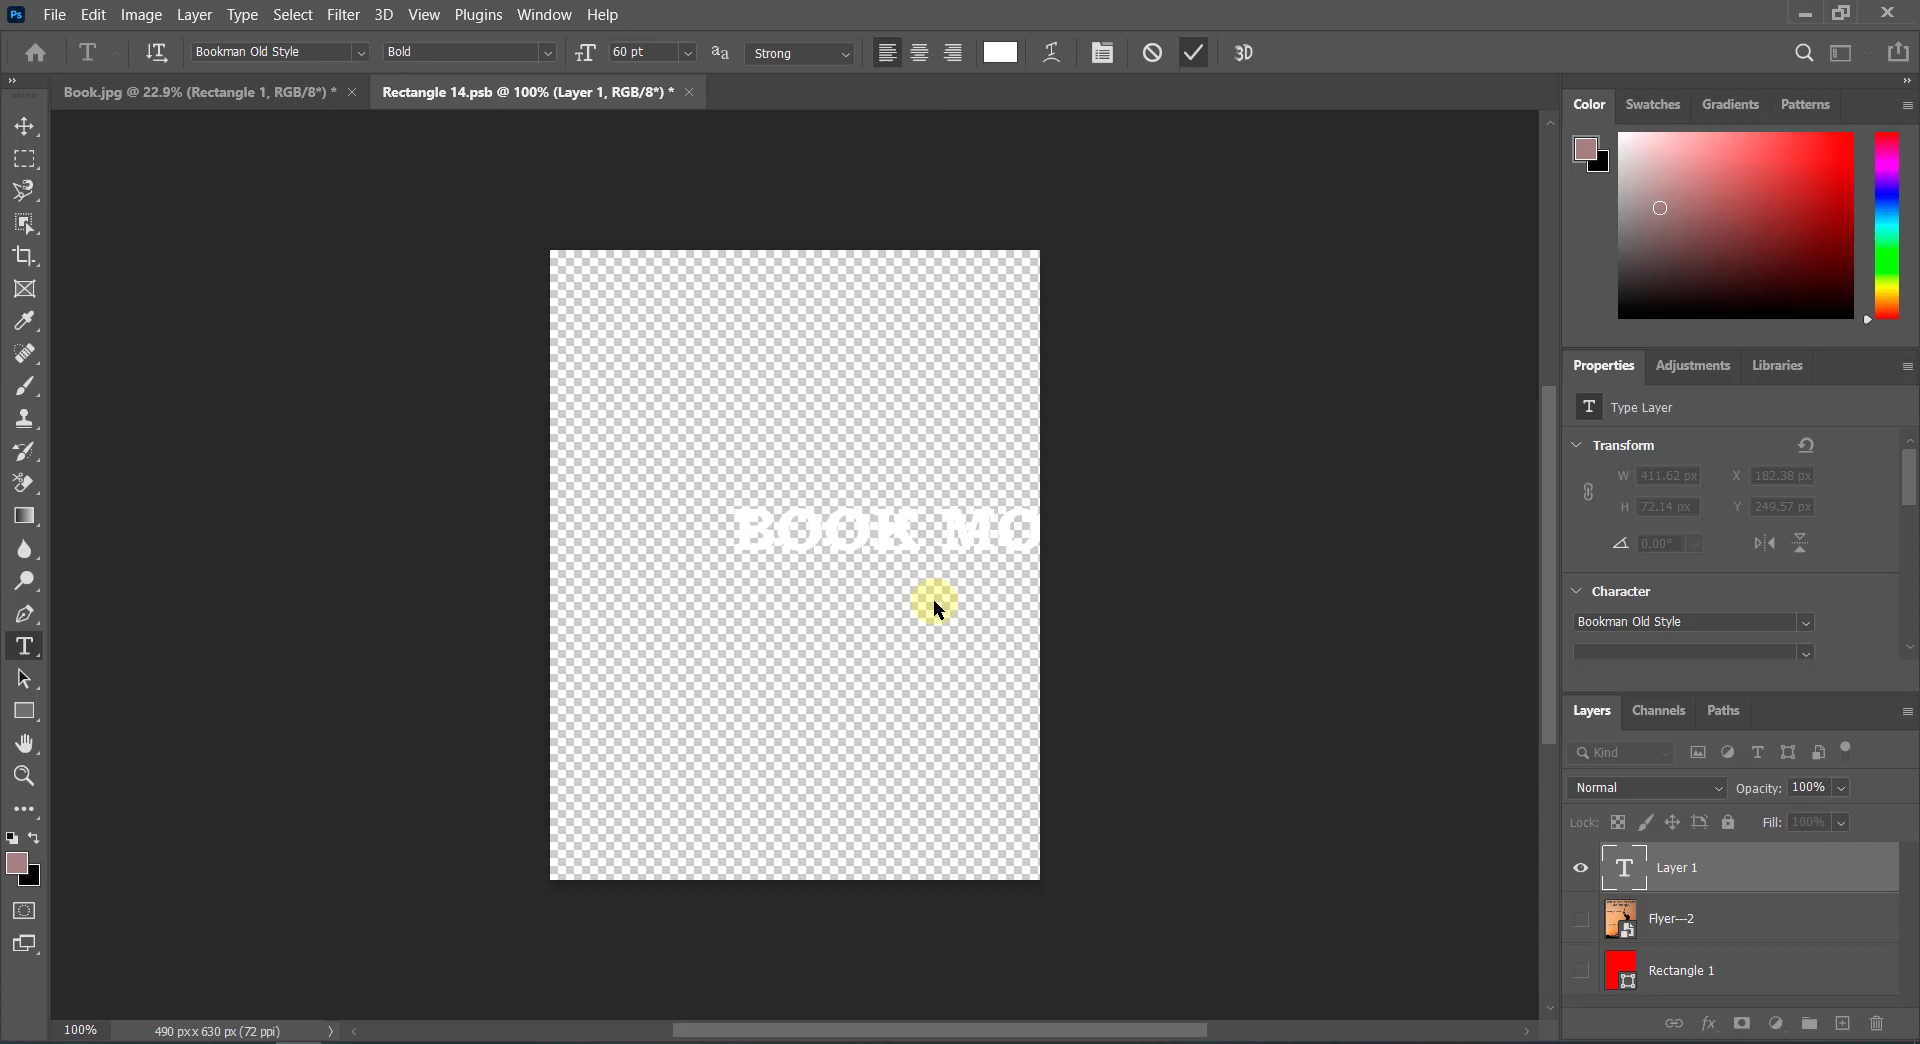 Ps File Edit Image Layer Type Select Filter 3D View Plugins Window Help
T Bookman Old Style Bold 60 pt aa Strong 3D
Book.jpg @ 22.9% (Rectangle 1, RGB/8*) * Rectangle 14.psb @ 100% (Layer 1, RGB/8*) *
Color Swatches Gradients Patterns
Properties Adjustments Libraries
T Type Layer
Transform
W 411.62 px X 182.38 px
H 72.14 px Y 249.57 px
0.00°
BOOK MO
Character
Bookman Old Style
Layers Channels Paths
Kind
Normal Opacity: 100%
Lock: Fill: 100%
T Layer 1
Flyer---2
Rectangle 1
100% 490 px x 630 px (72 ppi)
fx